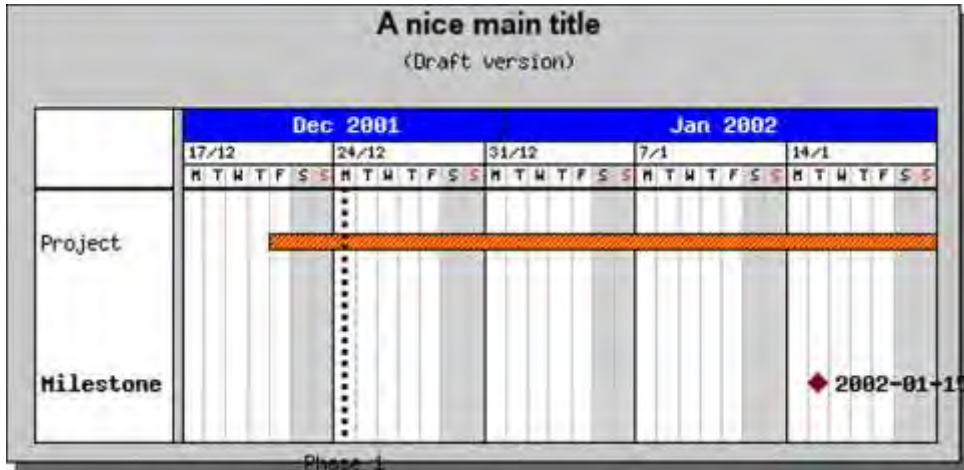 A nice main title
(Draft version)
Dec 2001 Jan 2002
17/12 24/12 31/12 7/1 14/1
M T W T F S S M T W T F S S M T W T F S S M T W T F S S M T W T F S S
Project
Milestone 2002-01-15
Phase 1